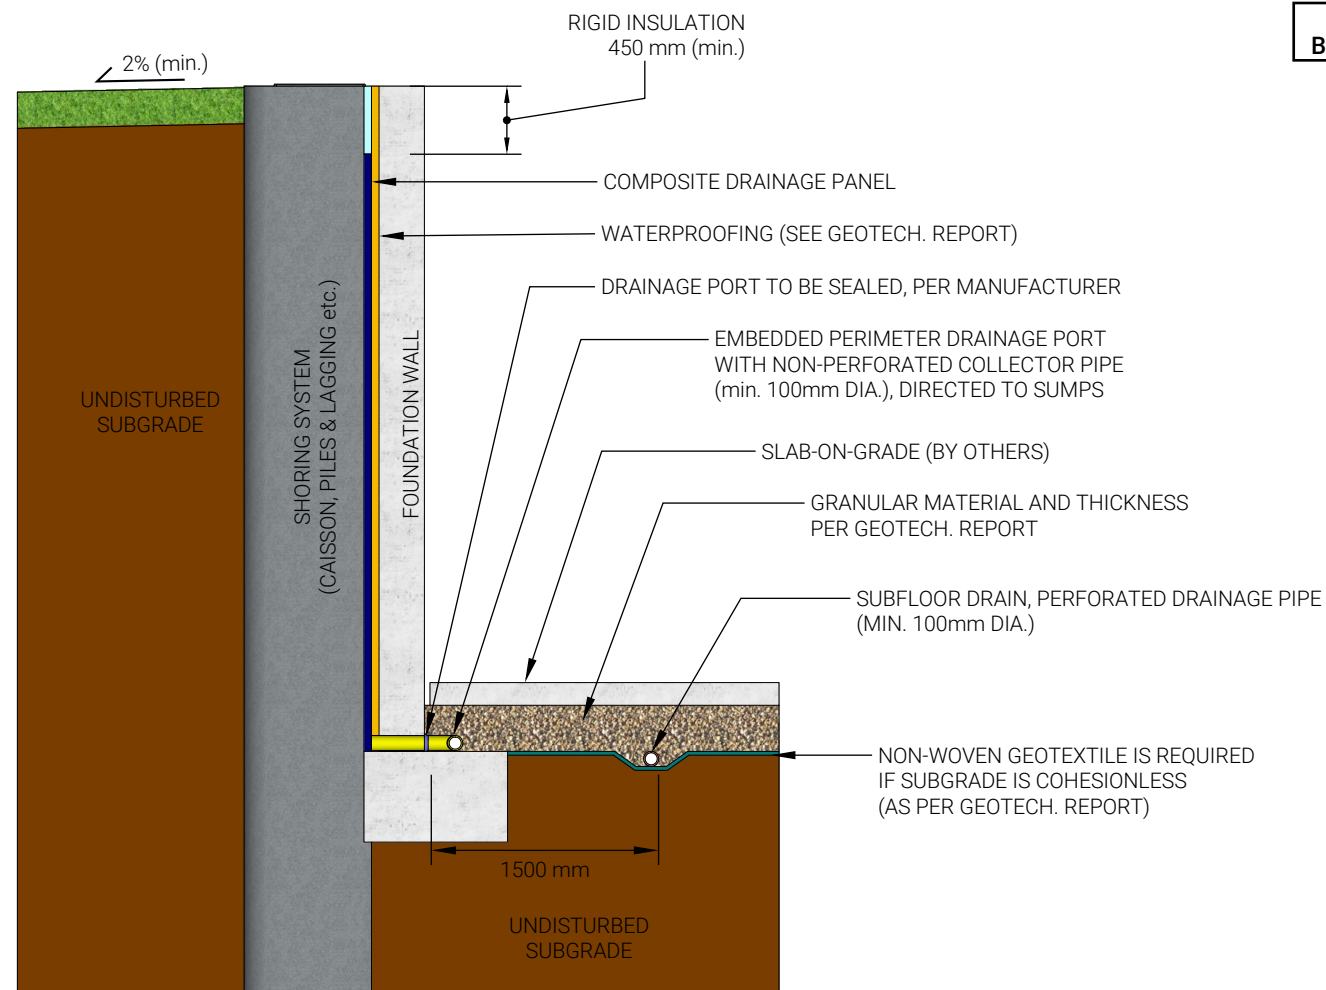 RIGID INSULATION
450 mm (min.)
B
2% (min.)
COMPOSITE DRAINAGE PANEL
WATERPROOFING (SEE GEOTECH. REPORT)
DRAINAGE PORT TO BE SEALED, PER MANUFACTURER
EMBEDDED PERIMETER DRAINAGE PORT
WITH NON-PERFORATED COLLECTOR PIPE
(min. 100mm DIA.), DIRECTED TO SUMPS
UNDISTURBED
SUBGRADE
SHORING SYSTEM
(CAISSON, PILES & LAGGING etc.)
FOUNDATION WALL
SLAB-ON-GRADE (BY OTHERS)
GRANULAR MATERIAL AND THICKNESS
PER GEOTECH. REPORT
SUBFLOOR DRAIN, PERFORATED DRAINAGE PIPE
(MIN. 100mm DIA.)
NON-WOVEN GEOTEXTILE IS REQUIRED
IF SUBGRADE IS COHESIONLESS
(AS PER GEOTECH. REPORT)
1500 mm
UNDISTURBED
SUBGRADE